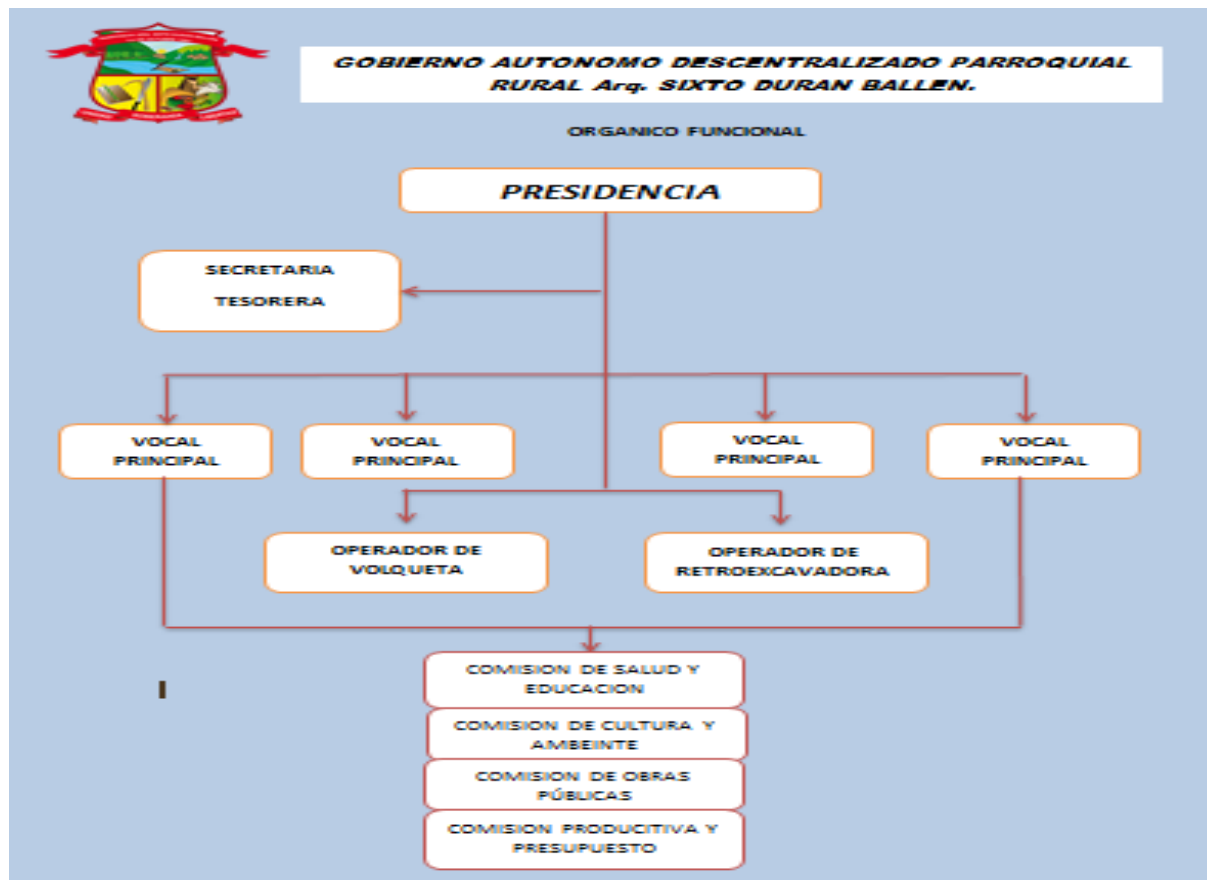 GOBIERNO AUTONOMO DESCENTRALIZADO PARROQUIAL
RURAL Arq. SIXTO DURAN BALLEN.
ORGANICO FUNCIONAL
PRESIDENCIA
SECRETARIA
TESORERA
VOCAL
PRINCIPAL
VOCAL
PRINCIPAL
VOCAL
PRINCIPAL
VOCAL
PRINCIPAL
OPERADOR DE
VOLQUETA
OPERADOR DE
RETROEXCAVADORA
COMISION DE SALUD Y
EDUCACION
COMISION DE CULTURA Y
AMBEINTE
COMISION DE OBRAS
PÚBLICAS
COMISION PRODUCITIVA Y
PRESUPUESTO